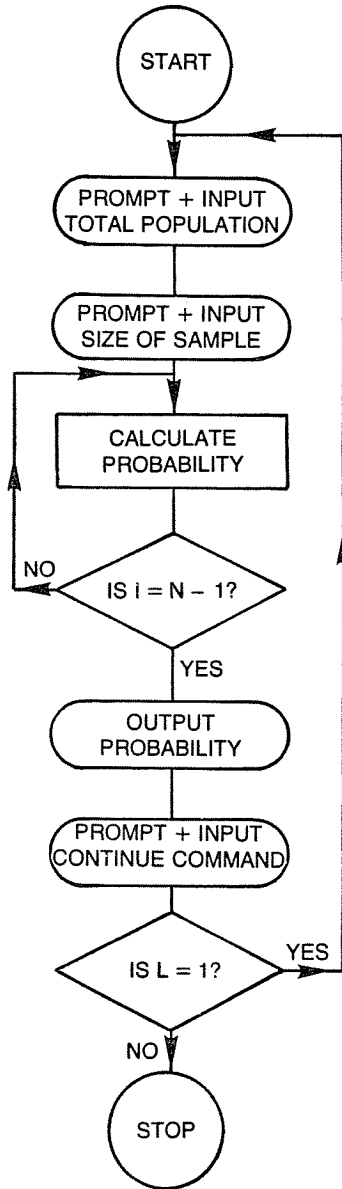 START
PROMPT + INPUT
TOTAL POPULATION
PROMPT + INPUT
SIZE OF SAMPLE
CALCULATE
PROBABILITY
NO
IS i = N – 1?
YES
OUTPUT
PROBABILITY
PROMPT + INPUT
CONTINUE COMMAND
IS L = 1?
YES
NO
STOP